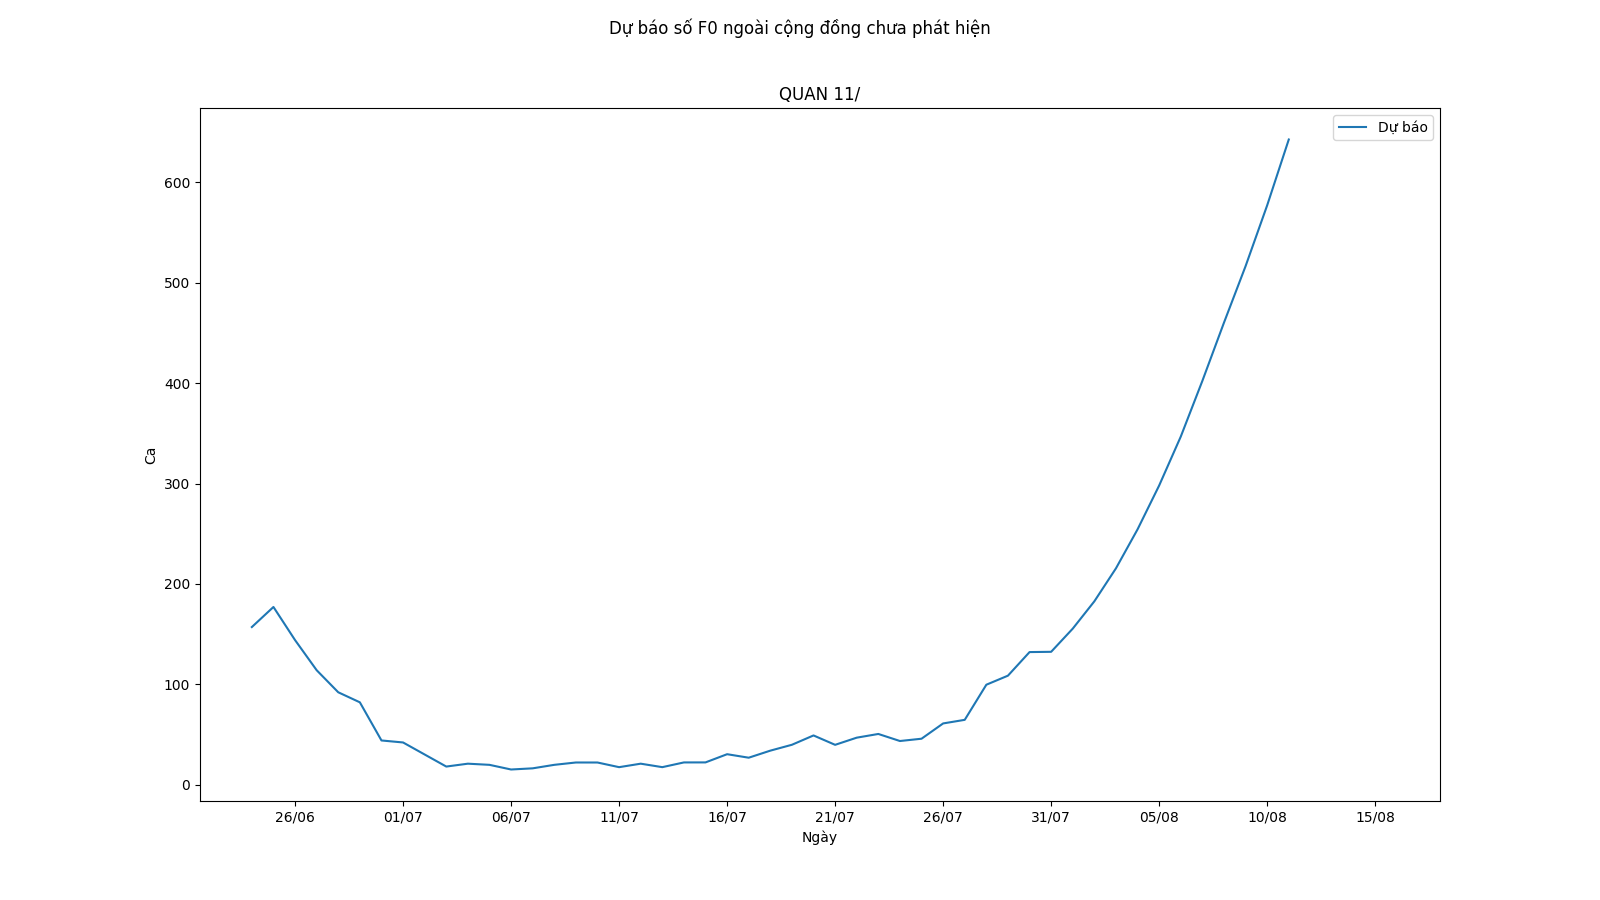 Dự báo số F0 ngoài cộng đồng chưa phát hiện
QUAN 11/
Dự báo
600
500
400
300
200
100
0
Ca
26/06 01/07 06/07 11/07 16/07 21/07 26/07 31/07 05/08 10/08 15/08
Ngày